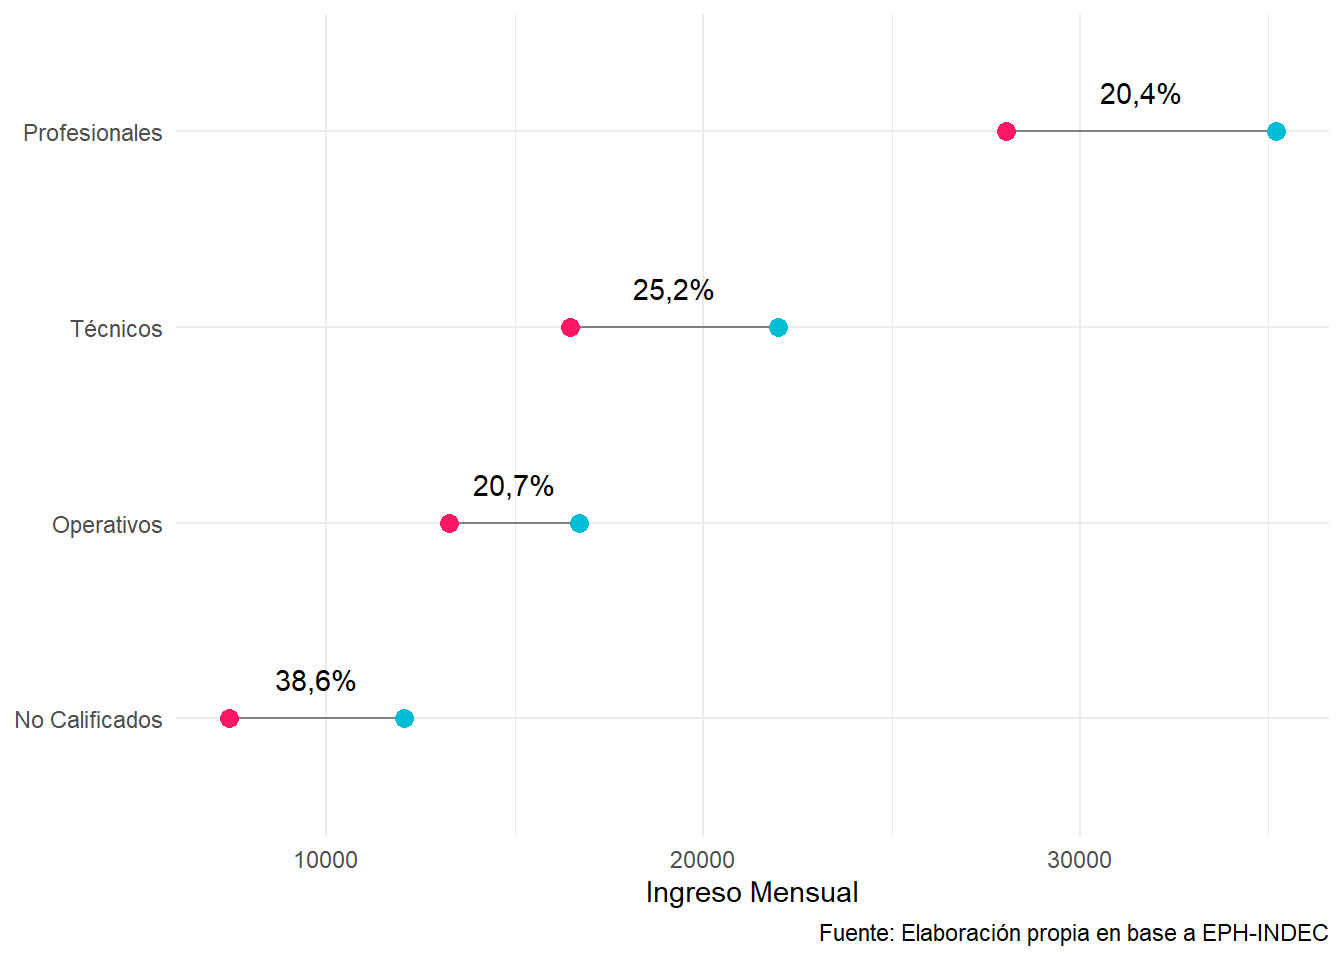 20,4%
Profesionales
25,2%
Técnicos
20,7%
Operativos
38,6%
No Calificados
10000 20000 30000
Ingreso Mensual
Fuente: Elaboración propia en base a EPH-INDEC